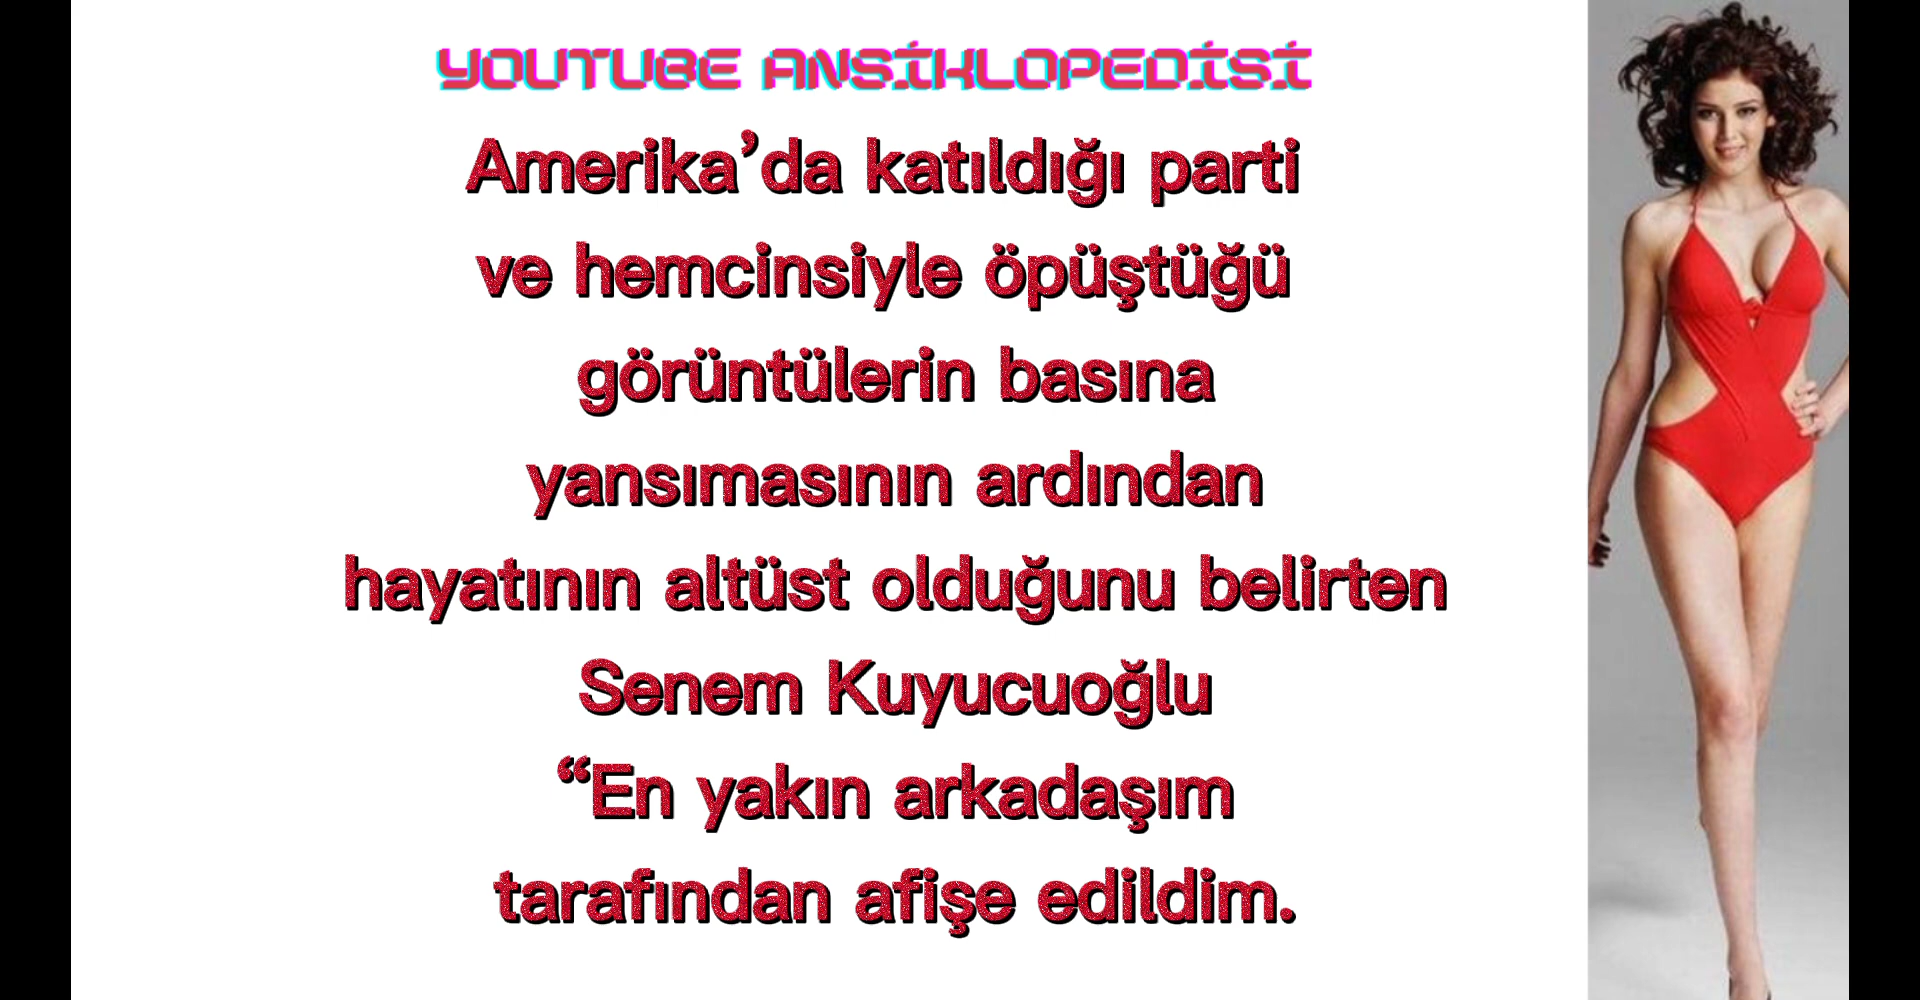 YOUTUBE ANSİKLOPEDİSİ
Amerika’da katıldığı parti
ve hemcinsiyle öpüştüğü
görüntülerin basına
yansımasının ardından
hayatının altüst olduğunu belirten
Senem Kuyucuoğlu
“En yakın arkadaşım
tarafından afişe edildim.